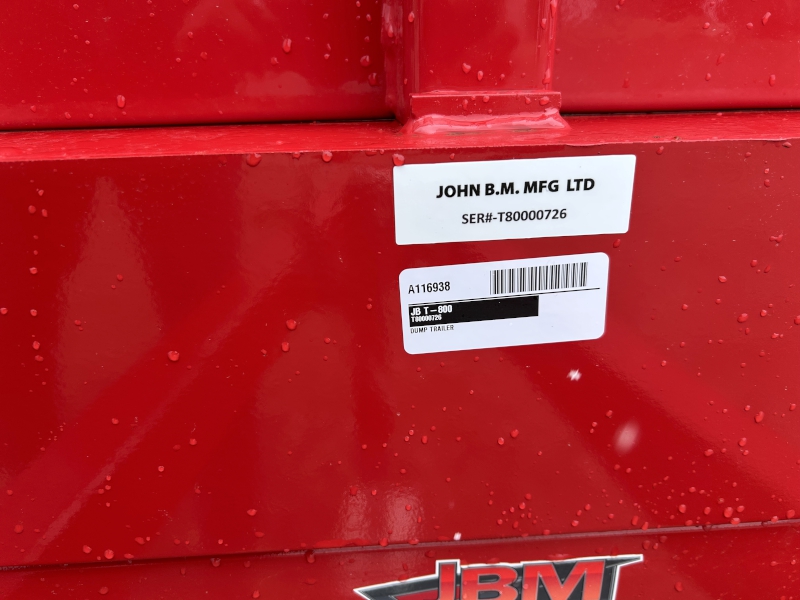 JOHN B.M. MFG LTD
SER#-T80000726
A116938
JB T-800
T80000726
DUMP TRAILER
JBM